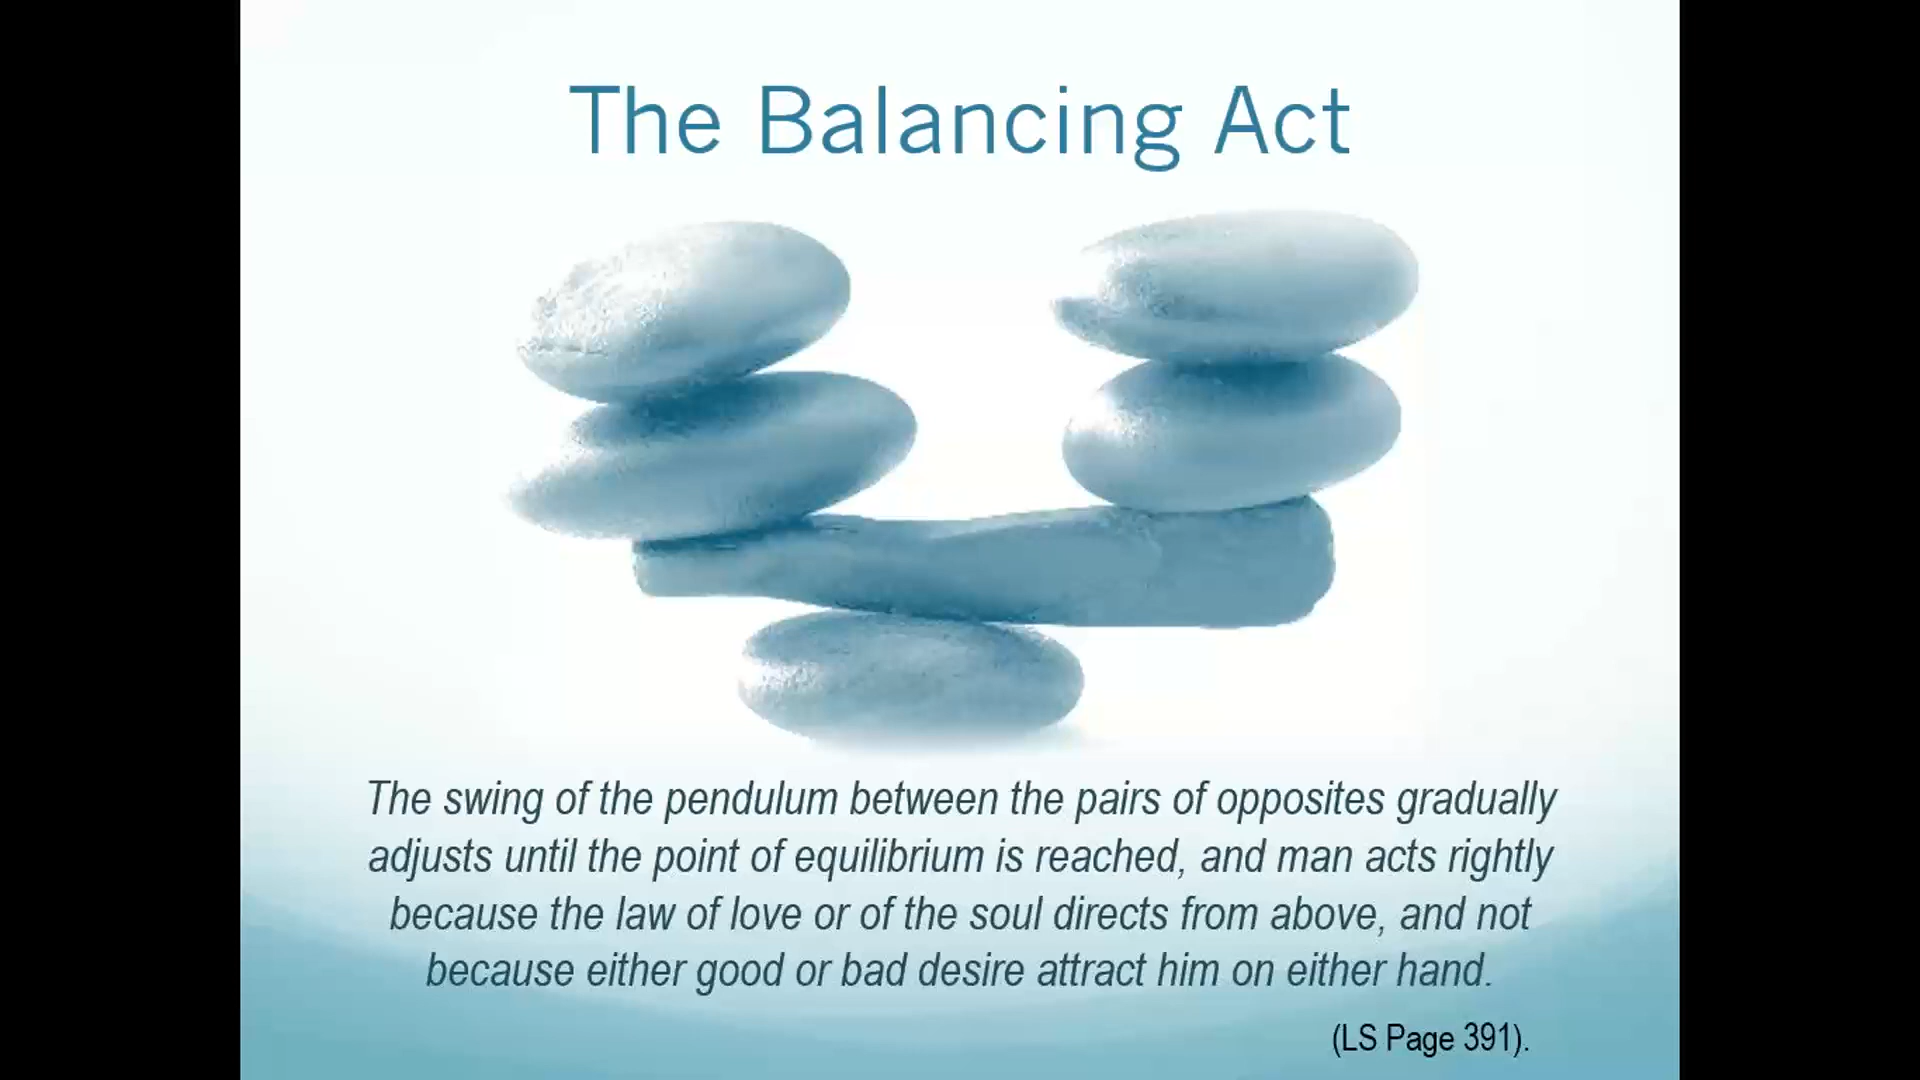 The Balancing Act
The swing of the pendulum between the pairs of opposites gradually
adjusts until the point of equilibrium is reached, and man acts rightly
because the law of love or of the soul directs from above, and not
because either good or bad desire attract him on either hand.
(LS Page 391).